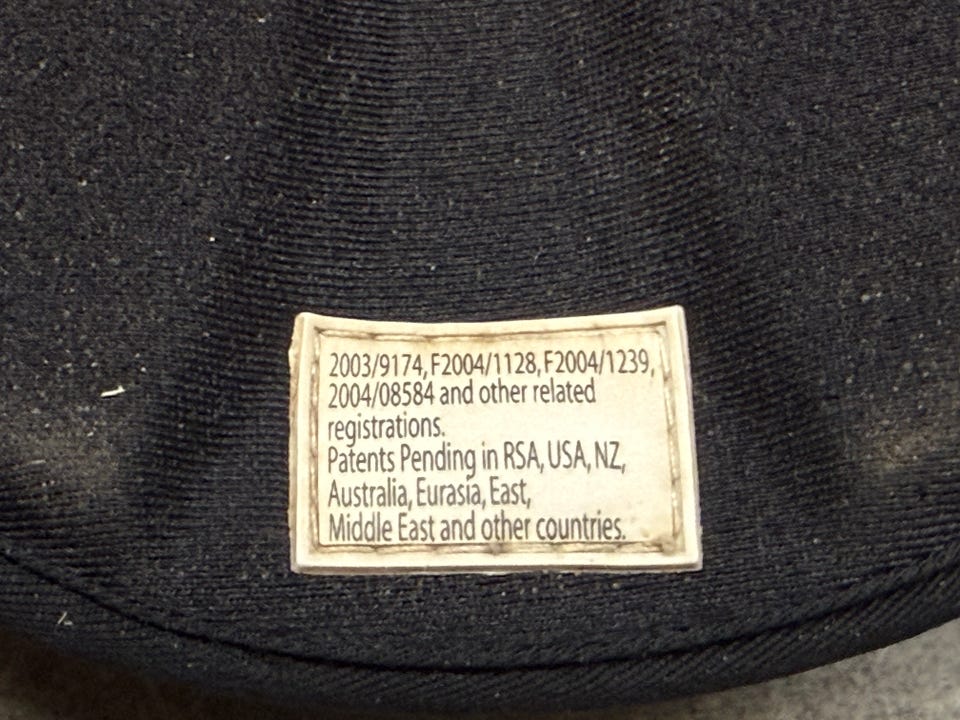 2003/9174, F2004/1128, F2004/1239,
2004/08584 and other related
registrations.
Patents Pending in RSA, USA, NZ,
Australia, Eurasia, East,
Middle East and other countries.